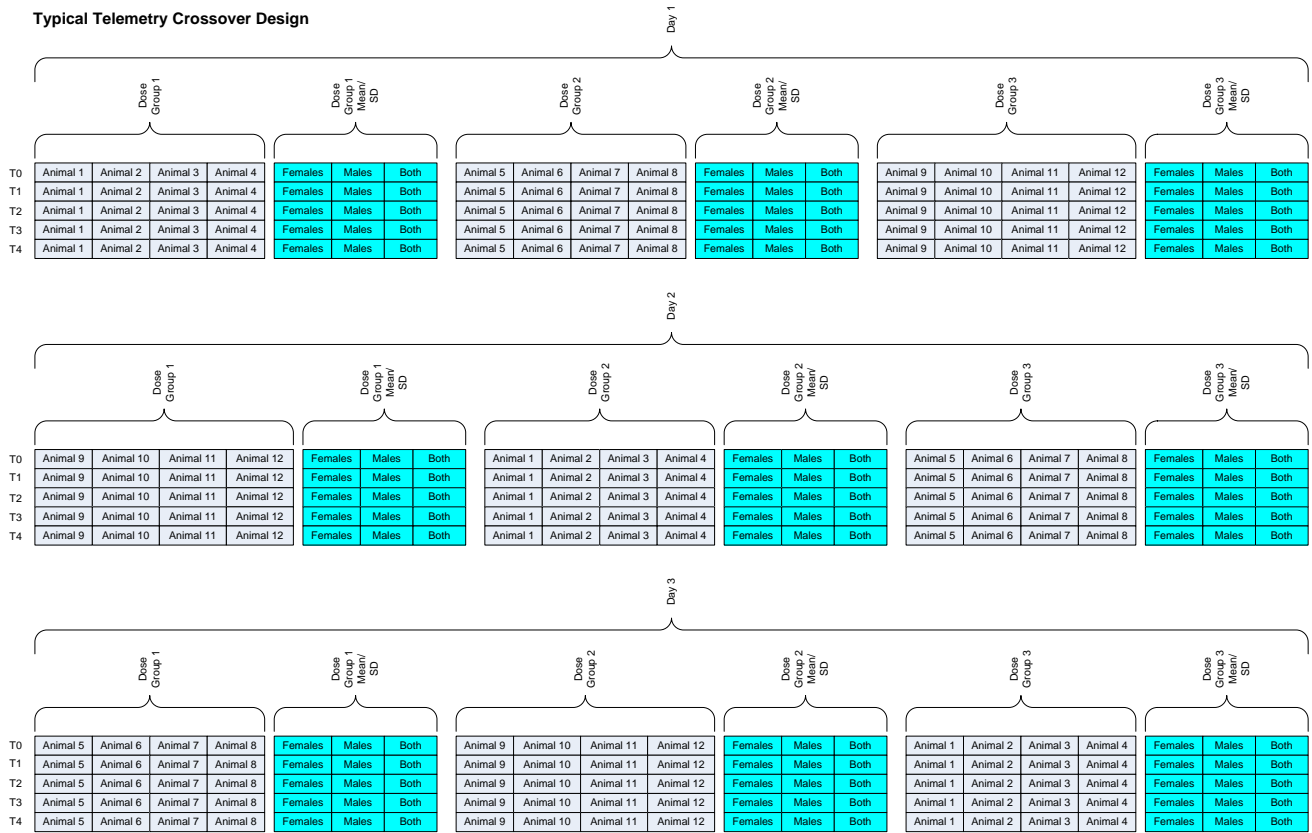 Typical Telemetry Crossover Design
Day 1
Dose Group 1
Dose Group 1 Mean/ SD
Dose Group 2
Dose Group 2 Mean/ SD
Dose Group 3
Dose Group 3 Mean/ SD
T0 Animal 1 Animal 2 Animal 3 Animal 4 Females Males Both Animal 5 Animal 6 Animal 7 Animal 8 Females Males Both Animal 9 Animal 10 Animal 11 Animal 12 Females Males Both
T1 Animal 1 Animal 2 Animal 3 Animal 4 Females Males Both Animal 5 Animal 6 Animal 7 Animal 8 Females Males Both Animal 9 Animal 10 Animal 11 Animal 12 Females Males Both
T2 Animal 1 Animal 2 Animal 3 Animal 4 Females Males Both Animal 5 Animal 6 Animal 7 Animal 8 Females Males Both Animal 9 Animal 10 Animal 11 Animal 12 Females Males Both
T3 Animal 1 Animal 2 Animal 3 Animal 4 Females Males Both Animal 5 Animal 6 Animal 7 Animal 8 Females Males Both Animal 9 Animal 10 Animal 11 Animal 12 Females Males Both
T4 Animal 1 Animal 2 Animal 3 Animal 4 Females Males Both Animal 5 Animal 6 Animal 7 Animal 8 Females Males Both Animal 9 Animal 10 Animal 11 Animal 12 Females Males Both
Day 2
Dose Group 1
Dose Group 1 Mean/ SD
Dose Group 2
Dose Group 2 Mean/ SD
Dose Group 3
Dose Group 3 Mean/ SD
T0 Animal 9 Animal 10 Animal 11 Animal 12 Females Males Both Animal 1 Animal 2 Animal 3 Animal 4 Females Males Both Animal 5 Animal 6 Animal 7 Animal 8 Females Males Both
T1 Animal 9 Animal 10 Animal 11 Animal 12 Females Males Both Animal 1 Animal 2 Animal 3 Animal 4 Females Males Both Animal 5 Animal 6 Animal 7 Animal 8 Females Males Both
T2 Animal 9 Animal 10 Animal 11 Animal 12 Females Males Both Animal 1 Animal 2 Animal 3 Animal 4 Females Males Both Animal 5 Animal 6 Animal 7 Animal 8 Females Males Both
T3 Animal 9 Animal 10 Animal 11 Animal 12 Females Males Both Animal 1 Animal 2 Animal 3 Animal 4 Females Males Both Animal 5 Animal 6 Animal 7 Animal 8 Females Males Both
T4 Animal 9 Animal 10 Animal 11 Animal 12 Females Males Both Animal 1 Animal 2 Animal 3 Animal 4 Females Males Both Animal 5 Animal 6 Animal 7 Animal 8 Females Males Both
Day 3
Dose Group 1
Dose Group 1 Mean/ SD
Dose Group 2
Dose Group 2 Mean/ SD
Dose Group 3
Dose Group 3 Mean/ SD
T0 Animal 5 Animal 6 Animal 7 Animal 8 Females Males Both Animal 9 Animal 10 Animal 11 Animal 12 Females Males Both Animal 1 Animal 2 Animal 3 Animal 4 Females Males Both
T1 Animal 5 Animal 6 Animal 7 Animal 8 Females Males Both Animal 9 Animal 10 Animal 11 Animal 12 Females Males Both Animal 1 Animal 2 Animal 3 Animal 4 Females Males Both
T2 Animal 5 Animal 6 Animal 7 Animal 8 Females Males Both Animal 9 Animal 10 Animal 11 Animal 12 Females Males Both Animal 1 Animal 2 Animal 3 Animal 4 Females Males Both
T3 Animal 5 Animal 6 Animal 7 Animal 8 Females Males Both Animal 9 Animal 10 Animal 11 Animal 12 Females Males Both Animal 1 Animal 2 Animal 3 Animal 4 Females Males Both
T4 Animal 5 Animal 6 Animal 7 Animal 8 Females Males Both Animal 9 Animal 10 Animal 11 Animal 12 Females Males Both Animal 1 Animal 2 Animal 3 Animal 4 Females Males Both